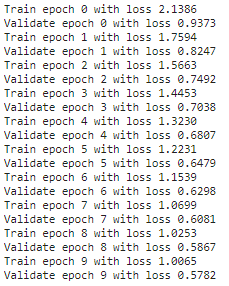 Train epoch 0 with loss 2.1386
Validate epoch 0 with loss 0.9373
Train epoch 1 with loss 1.7594
Validate epoch 1 with loss 0.8247
Train epoch 2 with loss 1.5663
Validate epoch 2 with loss 0.7492
Train epoch 3 with loss 1.4453
Validate epoch 3 with loss 0.7038
Train epoch 4 with loss 1.3230
Validate epoch 4 with loss 0.6807
Train epoch 5 with loss 1.2231
Validate epoch 5 with loss 0.6479
Train epoch 6 with loss 1.1539
Validate epoch 6 with loss 0.6298
Train epoch 7 with loss 1.0699
Validate epoch 7 with loss 0.6081
Train epoch 8 with loss 1.0253
Validate epoch 8 with loss 0.5867
Train epoch 9 with loss 1.0065
Validate epoch 9 with loss 0.5782